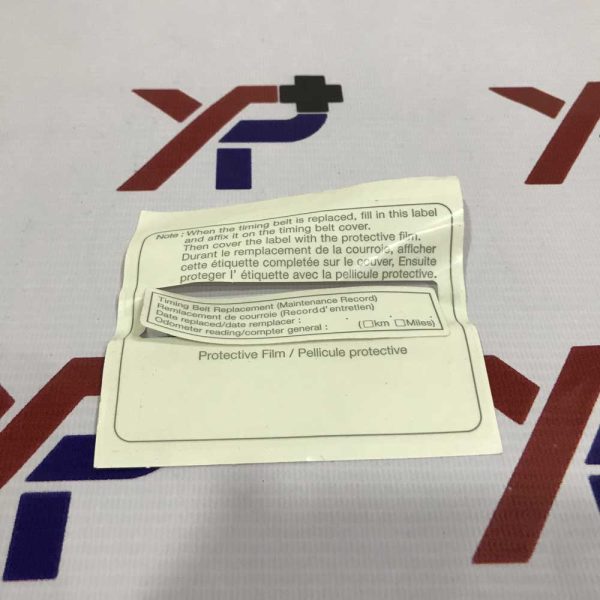 YP
Note : When the timing belt is replaced, fill in this label
and affix it on the timing belt cover.
Then cover the label with the protective film.
Durant le remplacement de la courroie, afficher
cette étiquette completée sur le couver, Ensuite
proteger l' étiquette avec la pellicule protective.
Timing Belt Replacement (Maintenance Record)
Remlacement de courroie (Record d' entretien)
Date replaced/date remplacer : . .
Odometer reading/compter general : (☐km ☐Miles)
Protective Film / Pellicule protective
YP